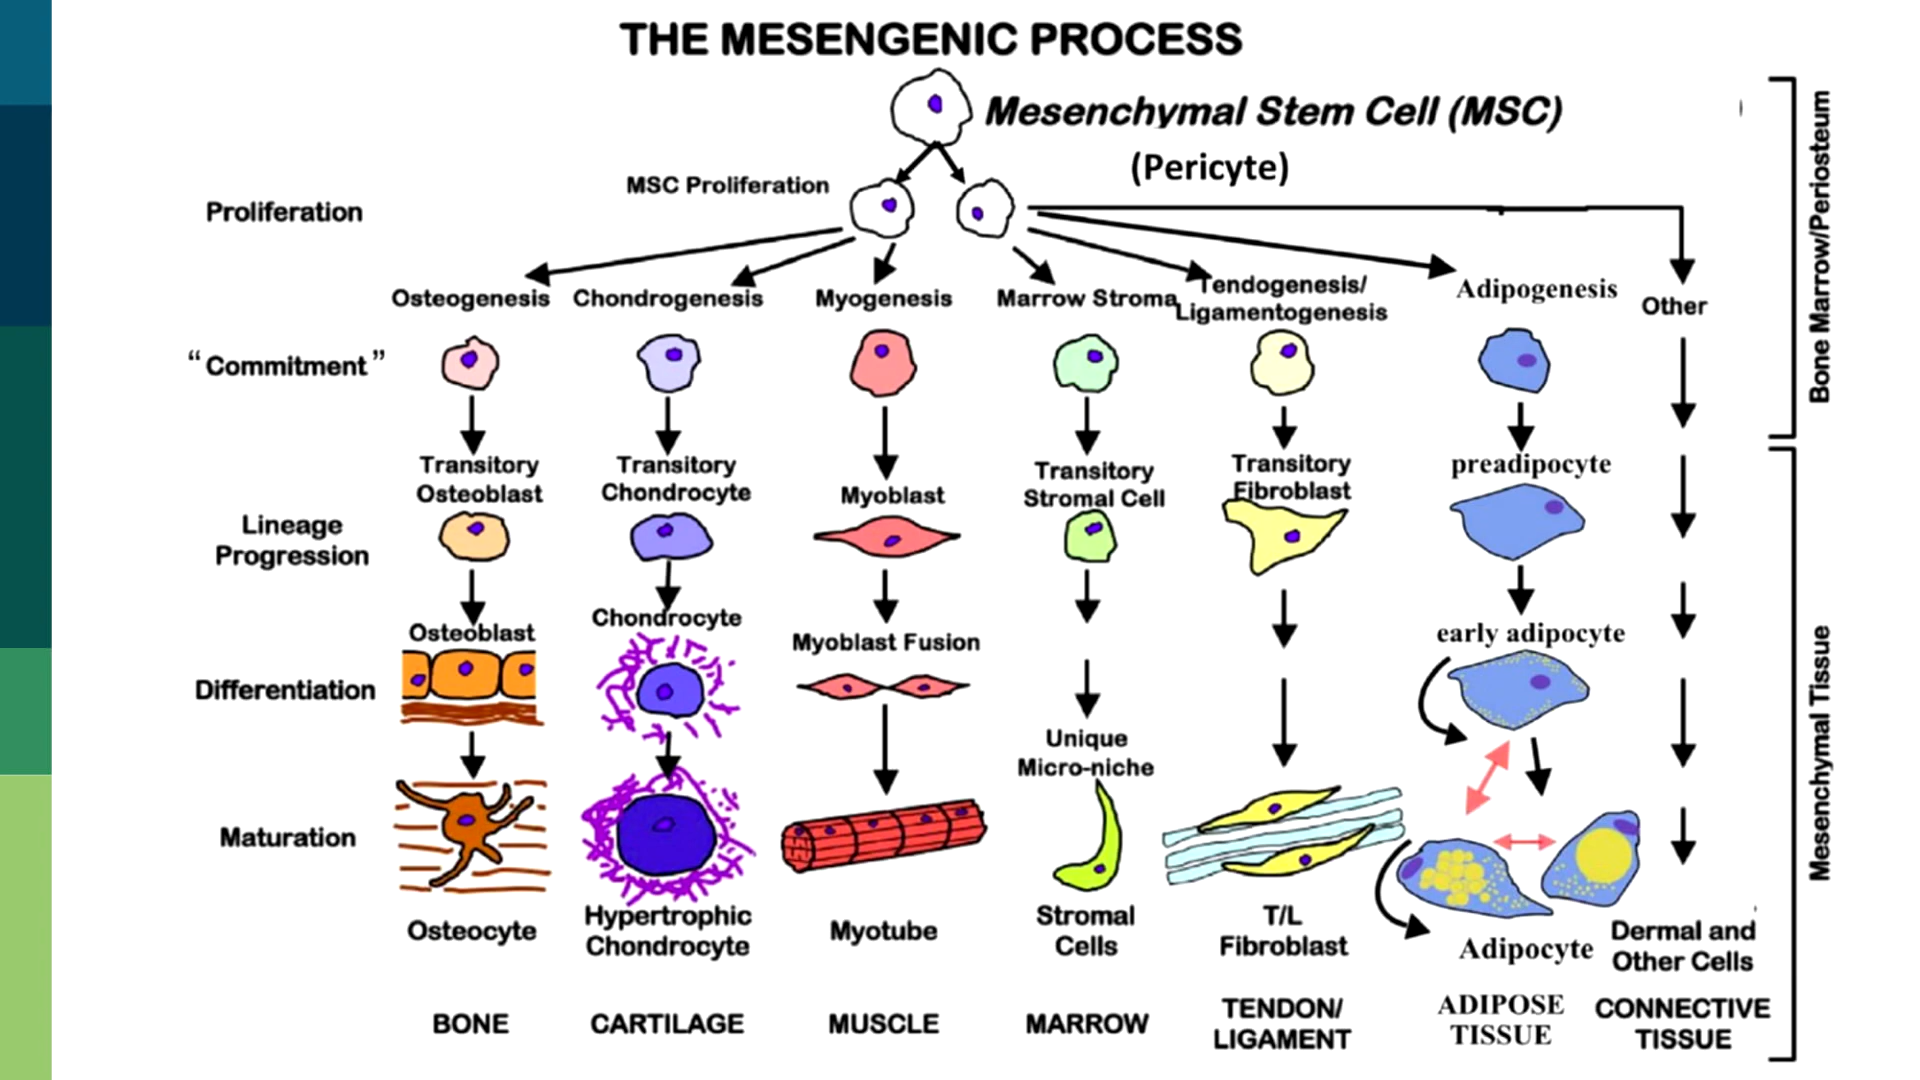 THE MESENGENIC PROCESS
Mesenchymal Stem Cell (MSC)
(Pericyte)
MSC Proliferation
Proliferation
Osteogenesis
Chondrogenesis
Myogenesis
Marrow Stroma
Tendogenesis/
Ligamentogenesis
Adipogenesis
Other
“Commitment”
Transitory
Osteoblast
Transitory
Chondrocyte
Myoblast
Transitory
Stromal Cell
Transitory
Fibroblast
preadipocyte
Lineage
Progression
Osteoblast
Chondrocyte
Myoblast Fusion
early adipocyte
Differentiation
Unique
Micro-niche
Maturation
Osteocyte
Hypertrophic
Chondrocyte
Myotube
Stromal
Cells
T/L
Fibroblast
Adipocyte
Dermal and
Other Cells
BONE
CARTILAGE
MUSCLE
MARROW
TENDON/
LIGAMENT
ADIPOSE
TISSUE
CONNECTIVE
TISSUE
Bone Marrow/Periosteum
Mesenchymal Tissue